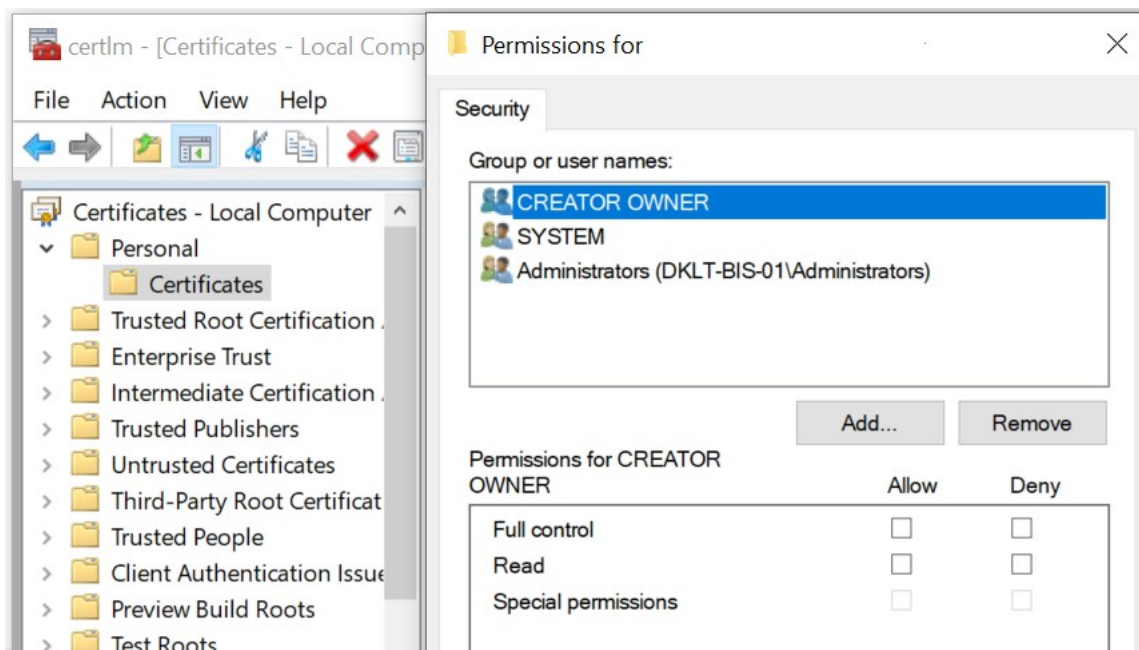 certlm - [Certificates - Local Comp
File Action View Help
Certificates - Local Computer
Personal
Certificates
Trusted Root Certification
Enterprise Trust
Intermediate Certification
Trusted Publishers
Untrusted Certificates
Third-Party Root Certificat
Trusted People
Client Authentication Issue
Preview Build Roots
Test Roots
Permissions for
Security
Group or user names:
CREATOR OWNER
SYSTEM
Administrators (DKLT-BIS-01\Administrators)
Add... Remove
Permissions for CREATOR
OWNER Allow Deny
Full control
Read
Special permissions